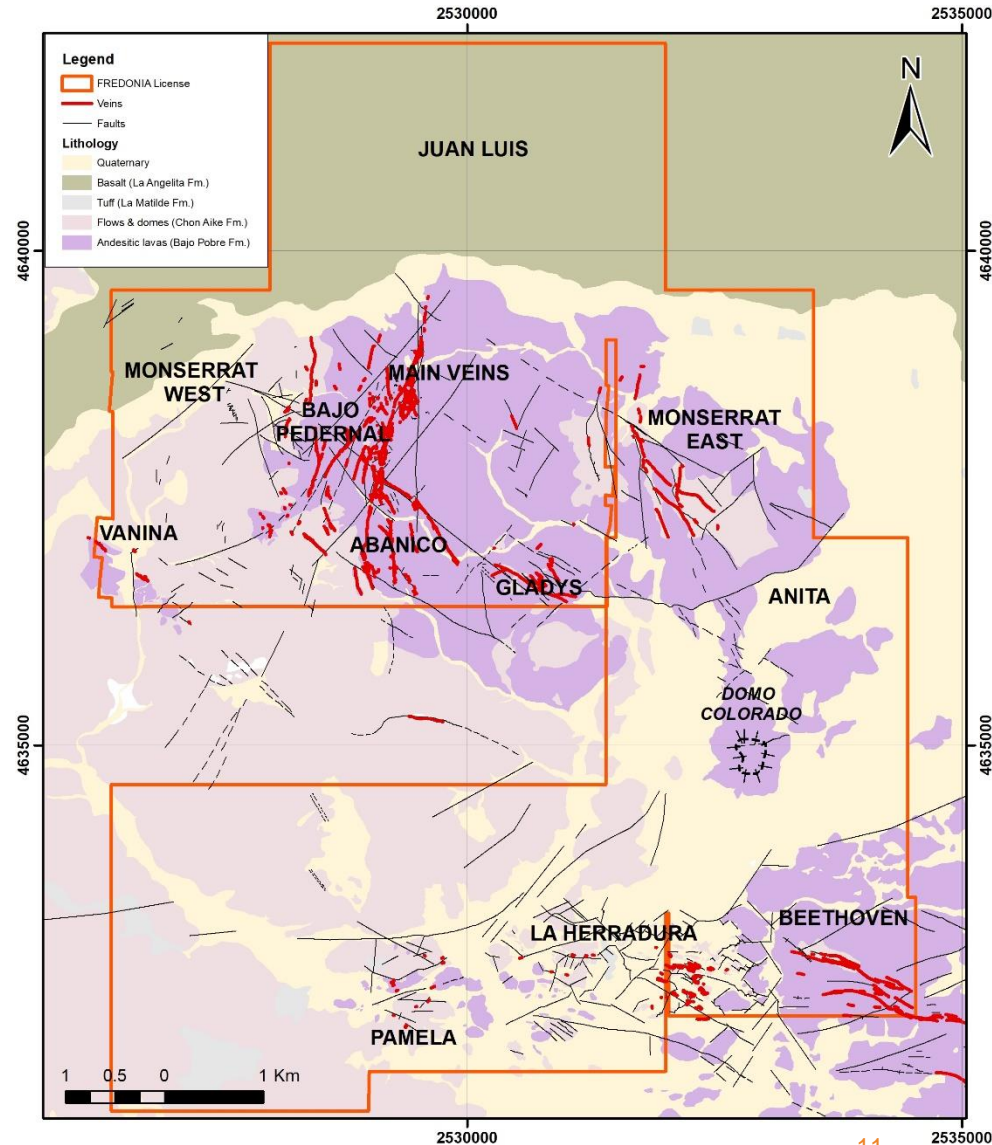 2530000
2535000
Legend
FREDONIA License
Veins
Faults
Lithology
Quaternary
Basalt (La Angelita Fm.)
Tuff (La Matilde Fm.)
Flows & domes (Chon Aike Fm.)
Andesitic lavas (Bajo Pobre Fm.)
N
JUAN LUIS
4640000
4640000
MONSERRAT
WEST
MAIN VEINS
BAJO
PEDERNAL
MONSERRAT
EAST
VANINA
ABANICO
GLADYS
ANITA
DOMO
COLORADO
4635000
4635000
BEETHOVEN
LA HERRADURA
PAMELA
1 0.5 0 1 Km
2530000
2535000
11